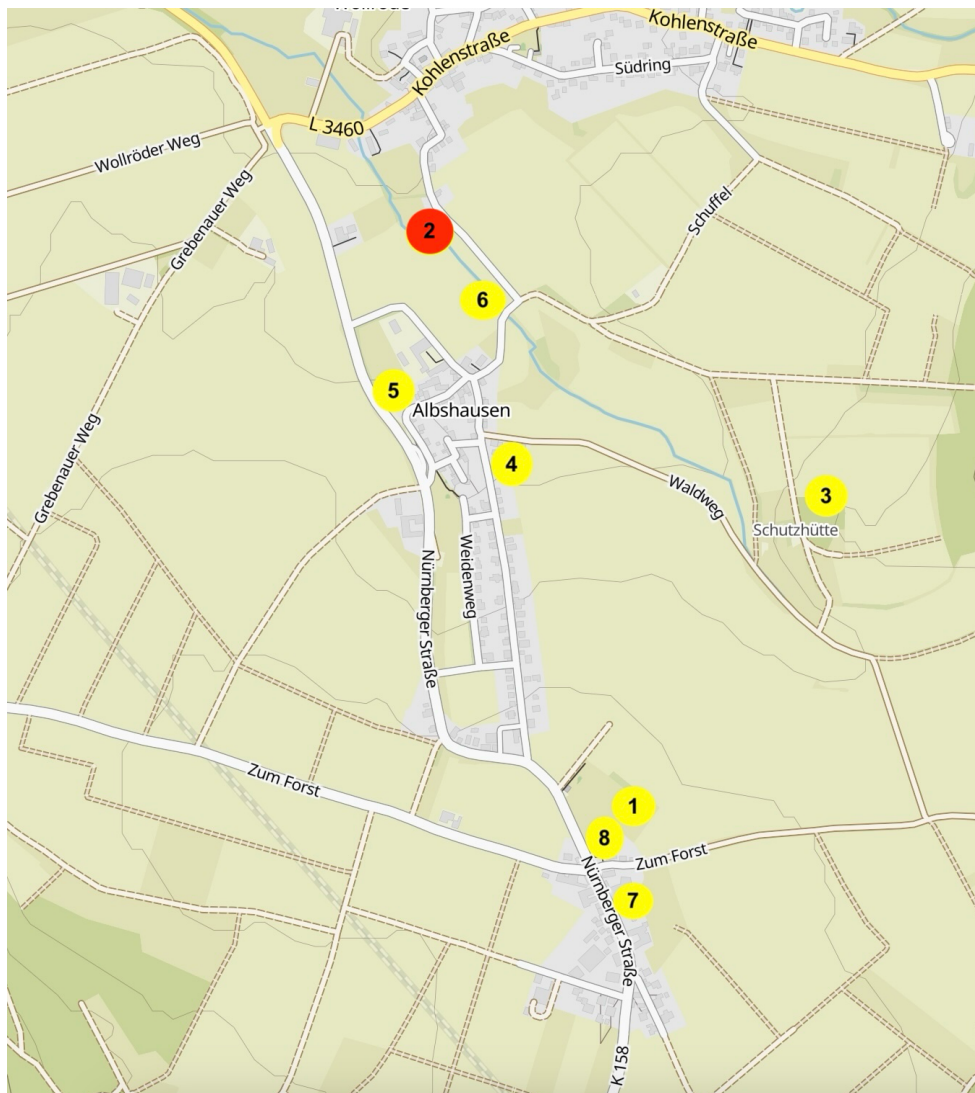 Kohlenstraße
Kohlenstraße
Südring
L 3460
Wollröder Weg
Grebenauer Weg
Schuffel
2
6
5
Albshausen
4
Grebenauer Weg
Waldweg
3
Schutzhütte
Weidenweg
Nürnberger Straße
Zum Forst
1
8
Zum Forst
7
Nürnberger Straße
K 158